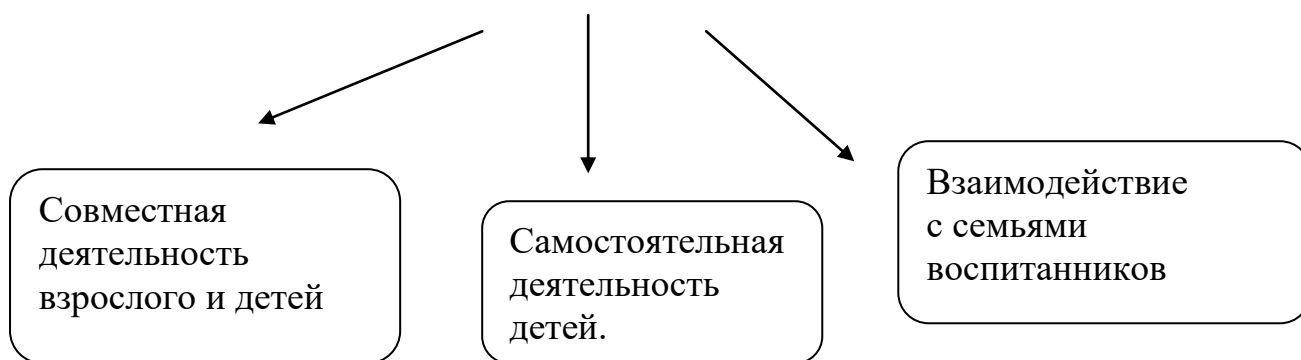 Совместная
деятельность
взрослого и детей
Самостоятельная
деятельность
детей.
Взаимодействие
с семьями
воспитанников